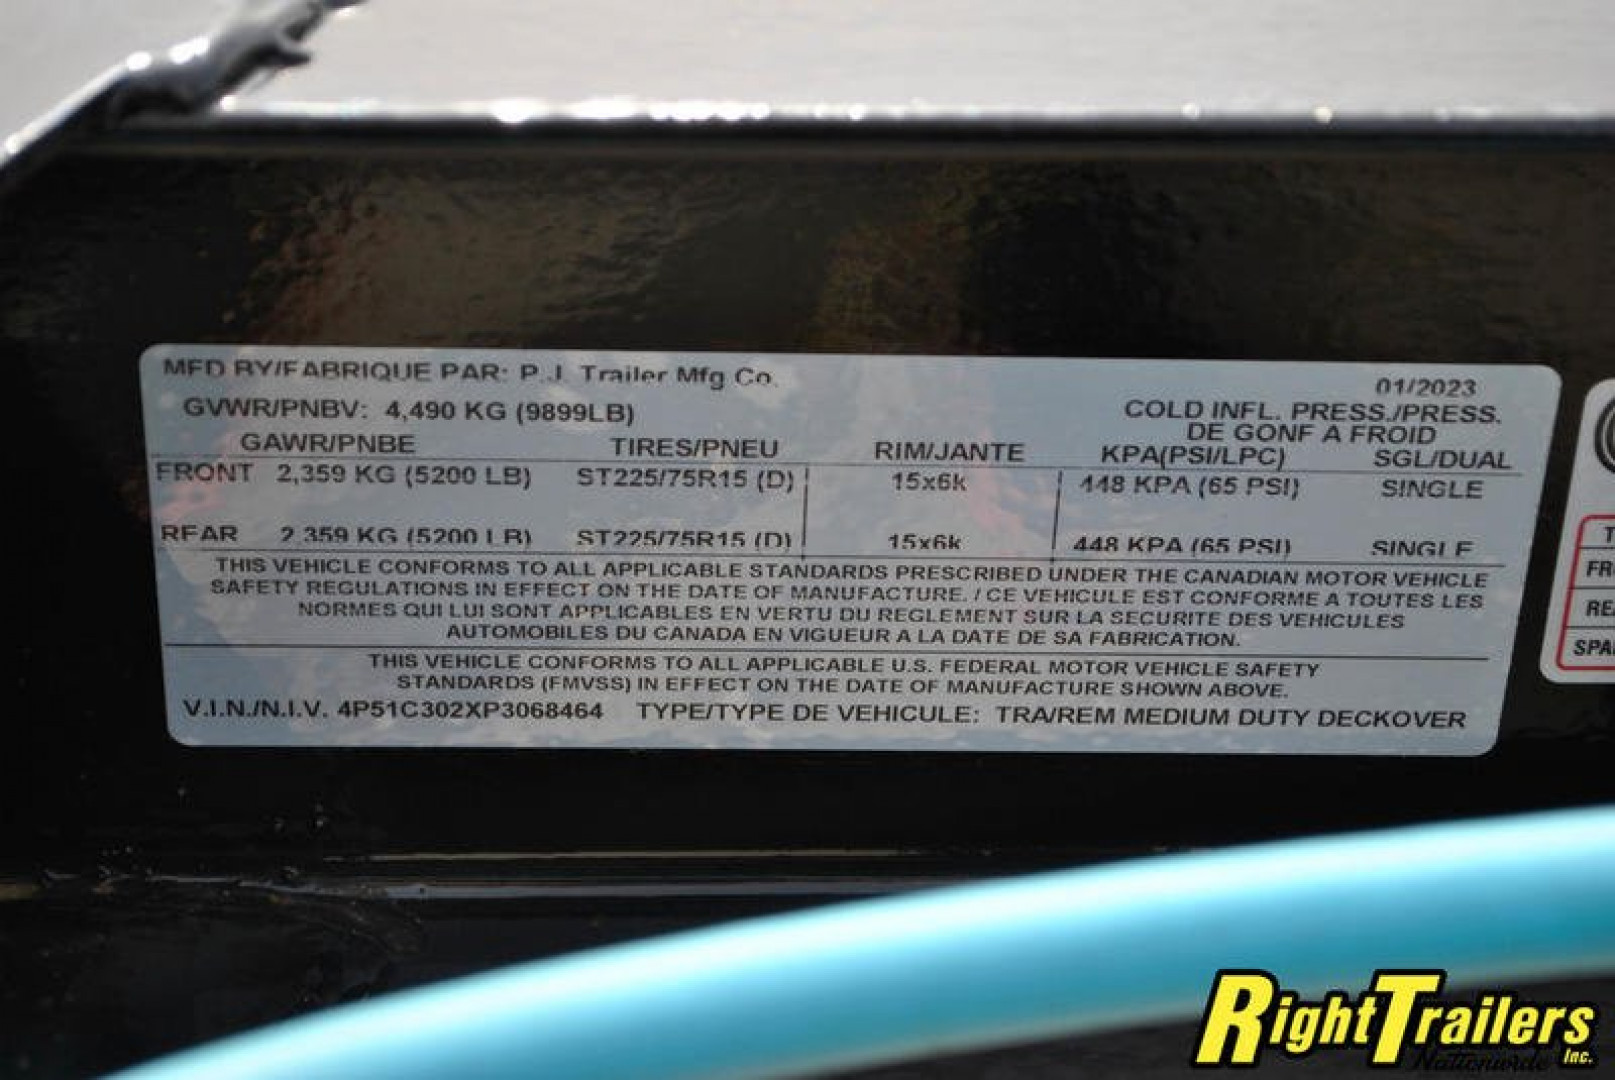 MFD BY/FABRIQUE PAR: P.J. Trailer Mfg Co.
01/2023
GVWR/PNBV: 4,490 KG (9899LB)
COLD INFL. PRESS./PRESS.
DE GONF A FROID
GAWR/PNBE TIRES/PNEU RIM/JANTE KPA(PSI/LPC) SGL/DUAL
FRONT 2,359 KG (5200 LB) ST225/75R15 (D) 15x6k 448 KPA (65 PSI) SINGLE
REAR 2,359 KG (5200 LB) ST225/75R15 (D) 15x6k 448 KPA (65 PSI) SINGLE
THIS VEHICLE CONFORMS TO ALL APPLICABLE STANDARDS PRESCRIBED UNDER THE CANADIAN MOTOR VEHICLE
SAFETY REGULATIONS IN EFFECT ON THE DATE OF MANUFACTURE. / CE VEHICULE EST CONFORME A TOUTES LES
NORMES QUI LUI SONT APPLICABLES EN VERTU DU REGLEMENT SUR LA SECURITE DES VEHICULES
AUTOMOBILES DU CANADA EN VIGUEUR A LA DATE DE SA FABRICATION.
THIS VEHICLE CONFORMS TO ALL APPLICABLE U.S. FEDERAL MOTOR VEHICLE SAFETY
STANDARDS (FMVSS) IN EFFECT ON THE DATE OF MANUFACTURE SHOWN ABOVE.
V.I.N./N.I.V. 4P51C302XP3068464 TYPE/TYPE DE VEHICULE: TRA/REM MEDIUM DUTY DECKOVER
RightTrailers Inc.
Nationwide